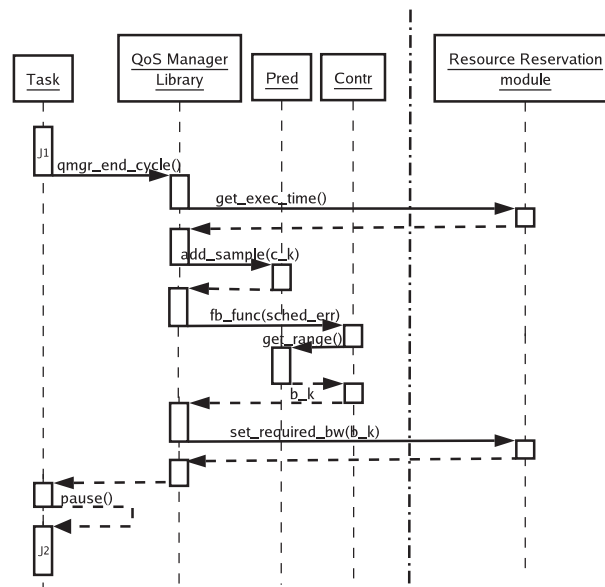 Task
QoS Manager
Library
Pred
Contr
Resource Reservation
module
J1
qmgr_end_cycle()
get_exec_time()
add_sample(c_k)
fb_func(sched_err)
get_range()
b_k
set_required_bw(b_k)
pause()
J2